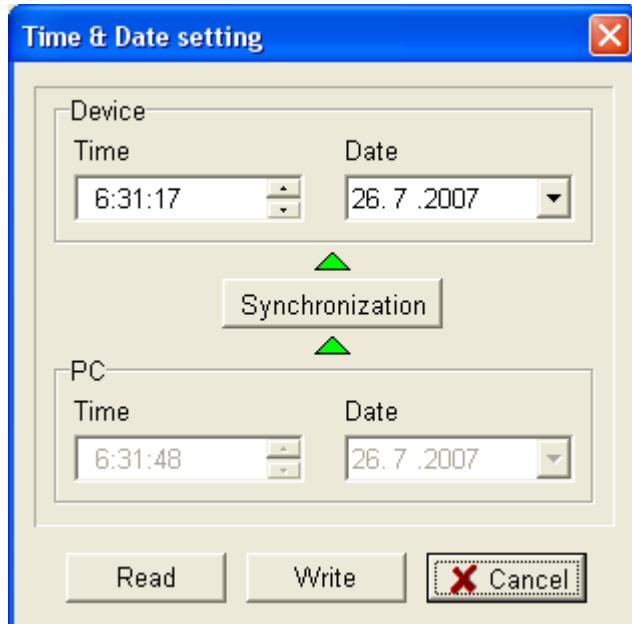 Time & Date setting
Device
Time Date
6:31:17 26. 7 .2007
Synchronization
PC
Time Date
6:31:48 26. 7 .2007
Read Write Cancel